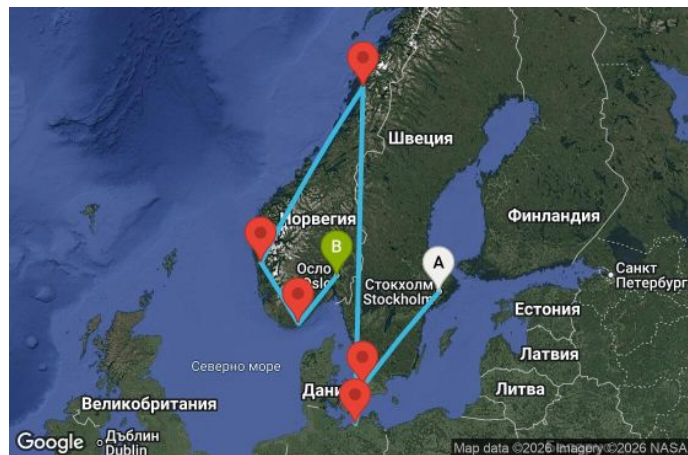 Швеция
Норвегия
Финландия
B
A
Осло
Oslo
Стокхолм
Stockholm
Санкт
Петербург
Естония
Северно море
Латвия
Дани
Литва
Великобритания
Дъблин
Dublin
Google
Map data ©2026 Imagery ©2026 NASA